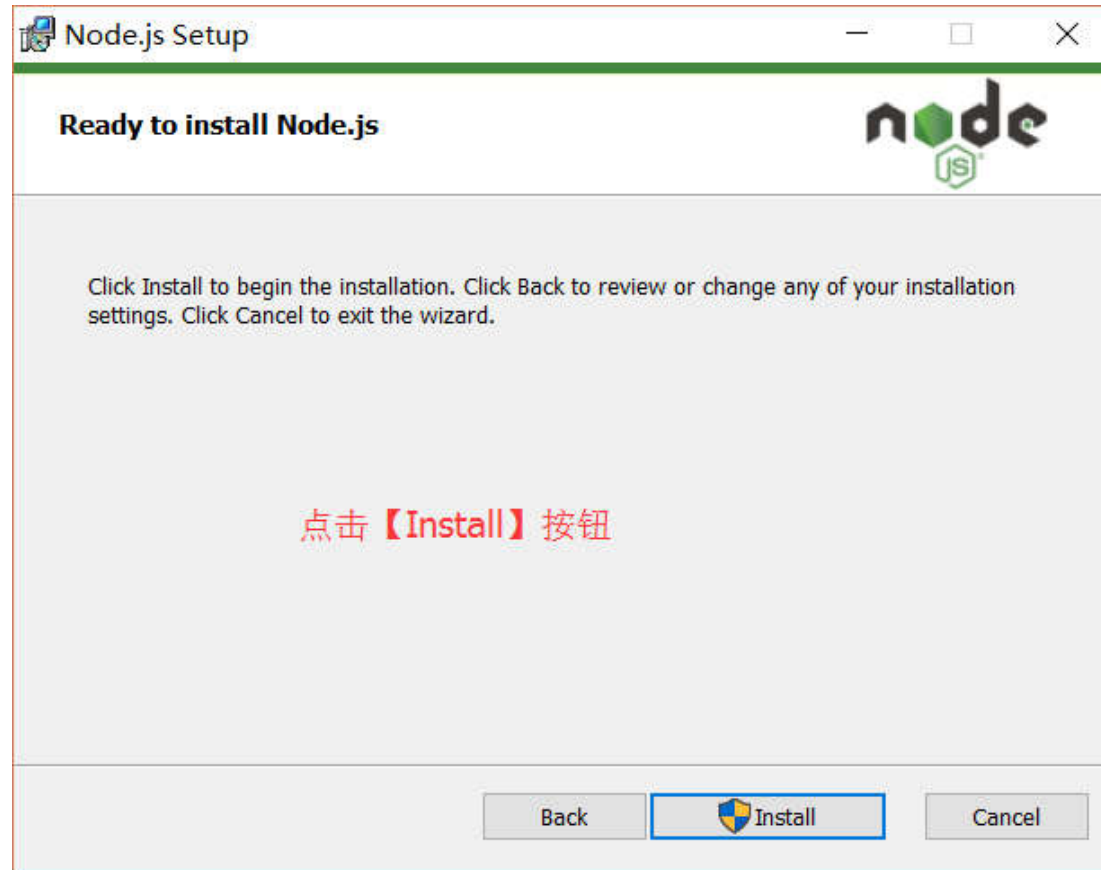 Node.js Setup
Ready to install Node.js
node
JS
Click Install to begin the installation. Click Back to review or change any of your installation
settings. Click Cancel to exit the wizard.
点击【Install】按钮
Back
Install
Cancel